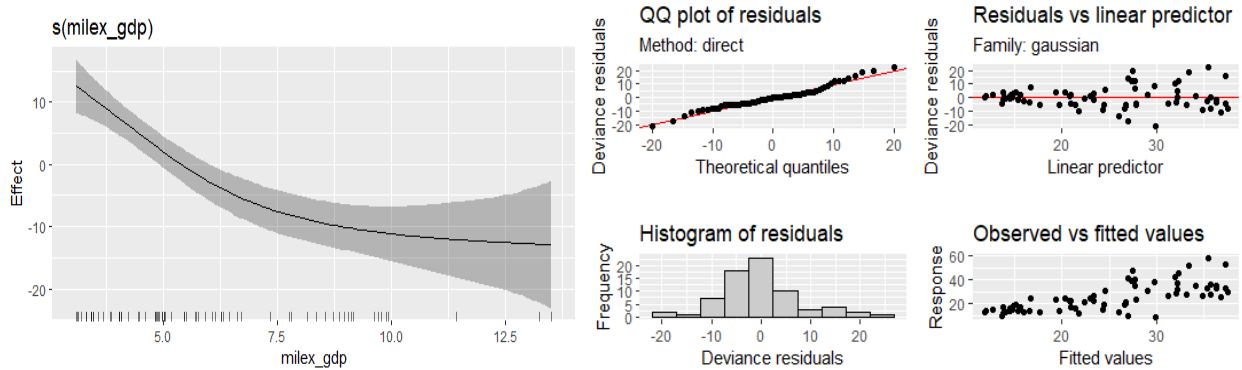 s(milex_gdp)
Effect
10
0
-10
-20
5.0
7.5
10.0
12.5
milex_gdp
QQ plot of residuals
Method: direct
Deviance residuals
20
10
0
-10
-20
-20
-10
0
10
20
Theoretical quantiles
Residuals vs linear predictor
Family: gaussian
Deviance residuals
20
10
0
-10
-20
20
30
Linear predictor
Histogram of residuals
Frequency
20
15
10
5
0
-20
-10
0
10
20
Deviance residuals
Observed vs fitted values
Response
60
40
20
20
30
Fitted values